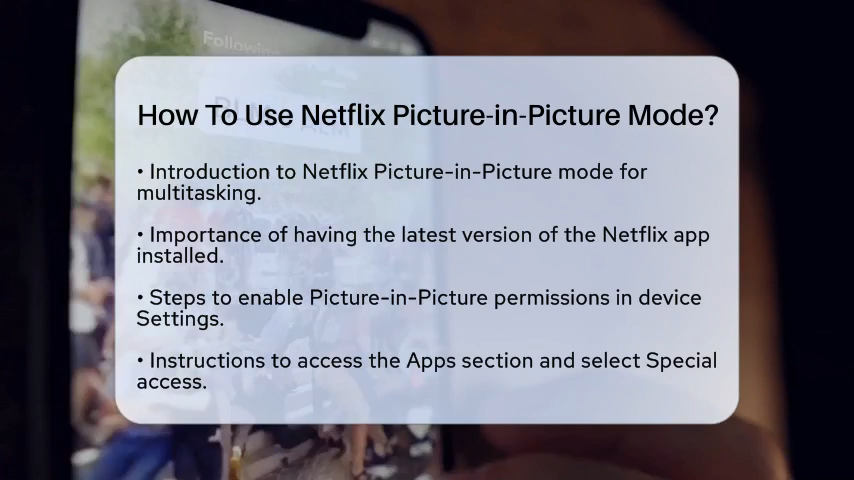 Following
How To Use Netflix Picture-in-Picture Mode?
• Introduction to Netflix Picture-in-Picture mode for
multitasking.
• Importance of having the latest version of the Netflix app
installed.
• Steps to enable Picture-in-Picture permissions in device
Settings.
• Instructions to access the Apps section and select Special
access.